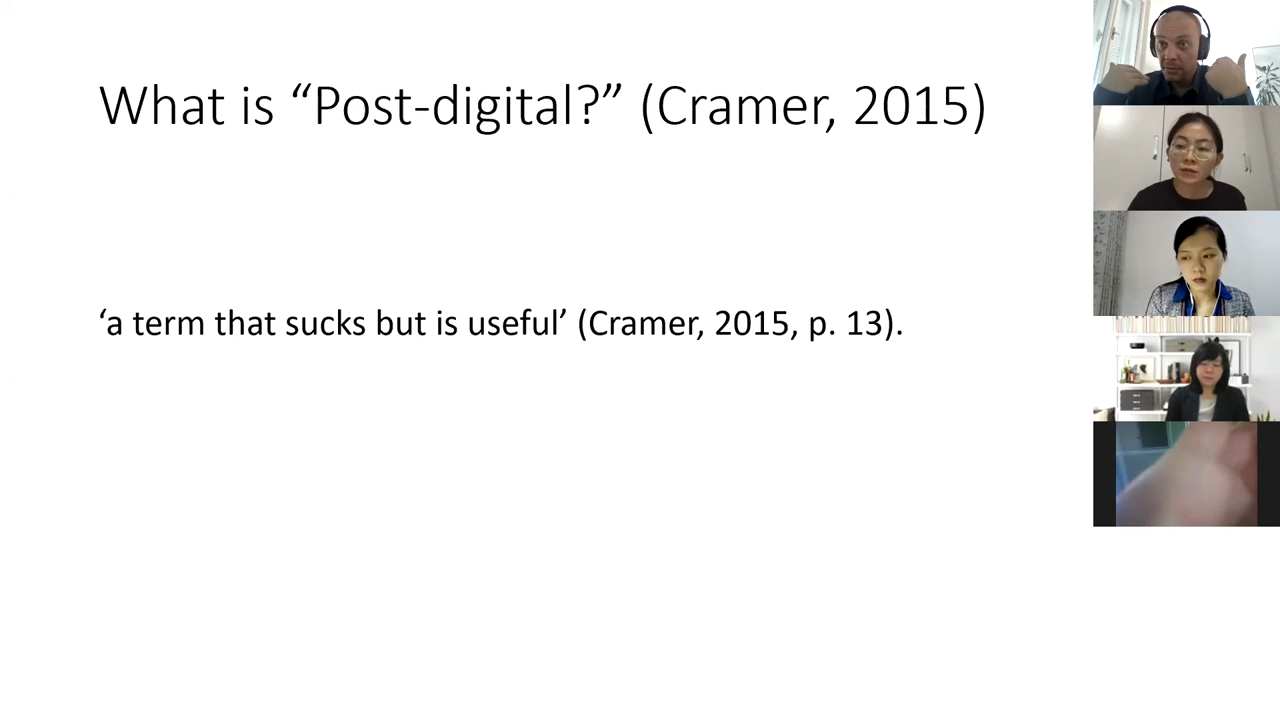 What is “Post-digital?” (Cramer, 2015)
‘a term that sucks but is useful’ (Cramer, 2015, p. 13).